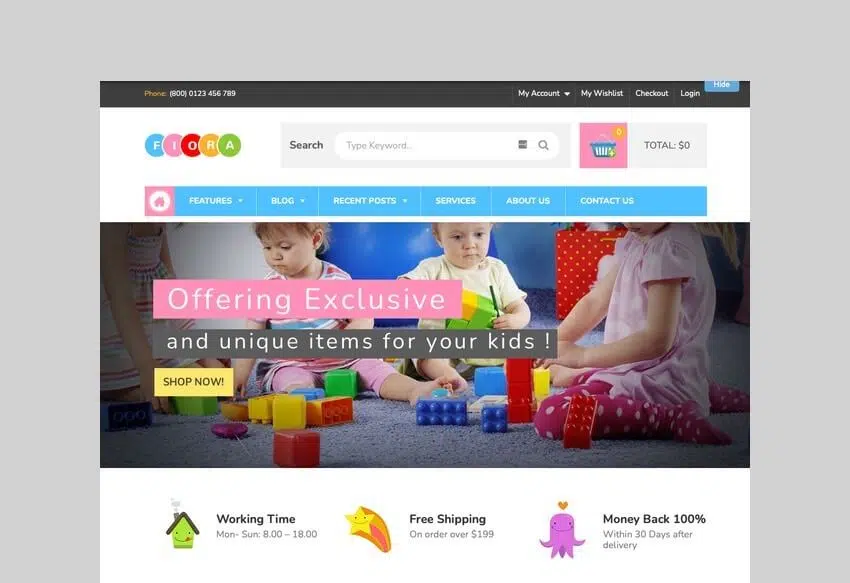 Hide
Phone: (800) 0123 456 789
My Account
My Wishlist
Checkout
Login
FIORA
Search
Type Keyword...
0
TOTAL: $0
FEATURES
BLOG
RECENT POSTS
SERVICES
ABOUT US
CONTACT US
Offering Exclusive
and unique items for your kids !
SHOP NOW!
Working Time
Mon- Sun: 8.00 – 18.00
Free Shipping
On order over $199
Money Back 100%
Within 30 Days after
delivery